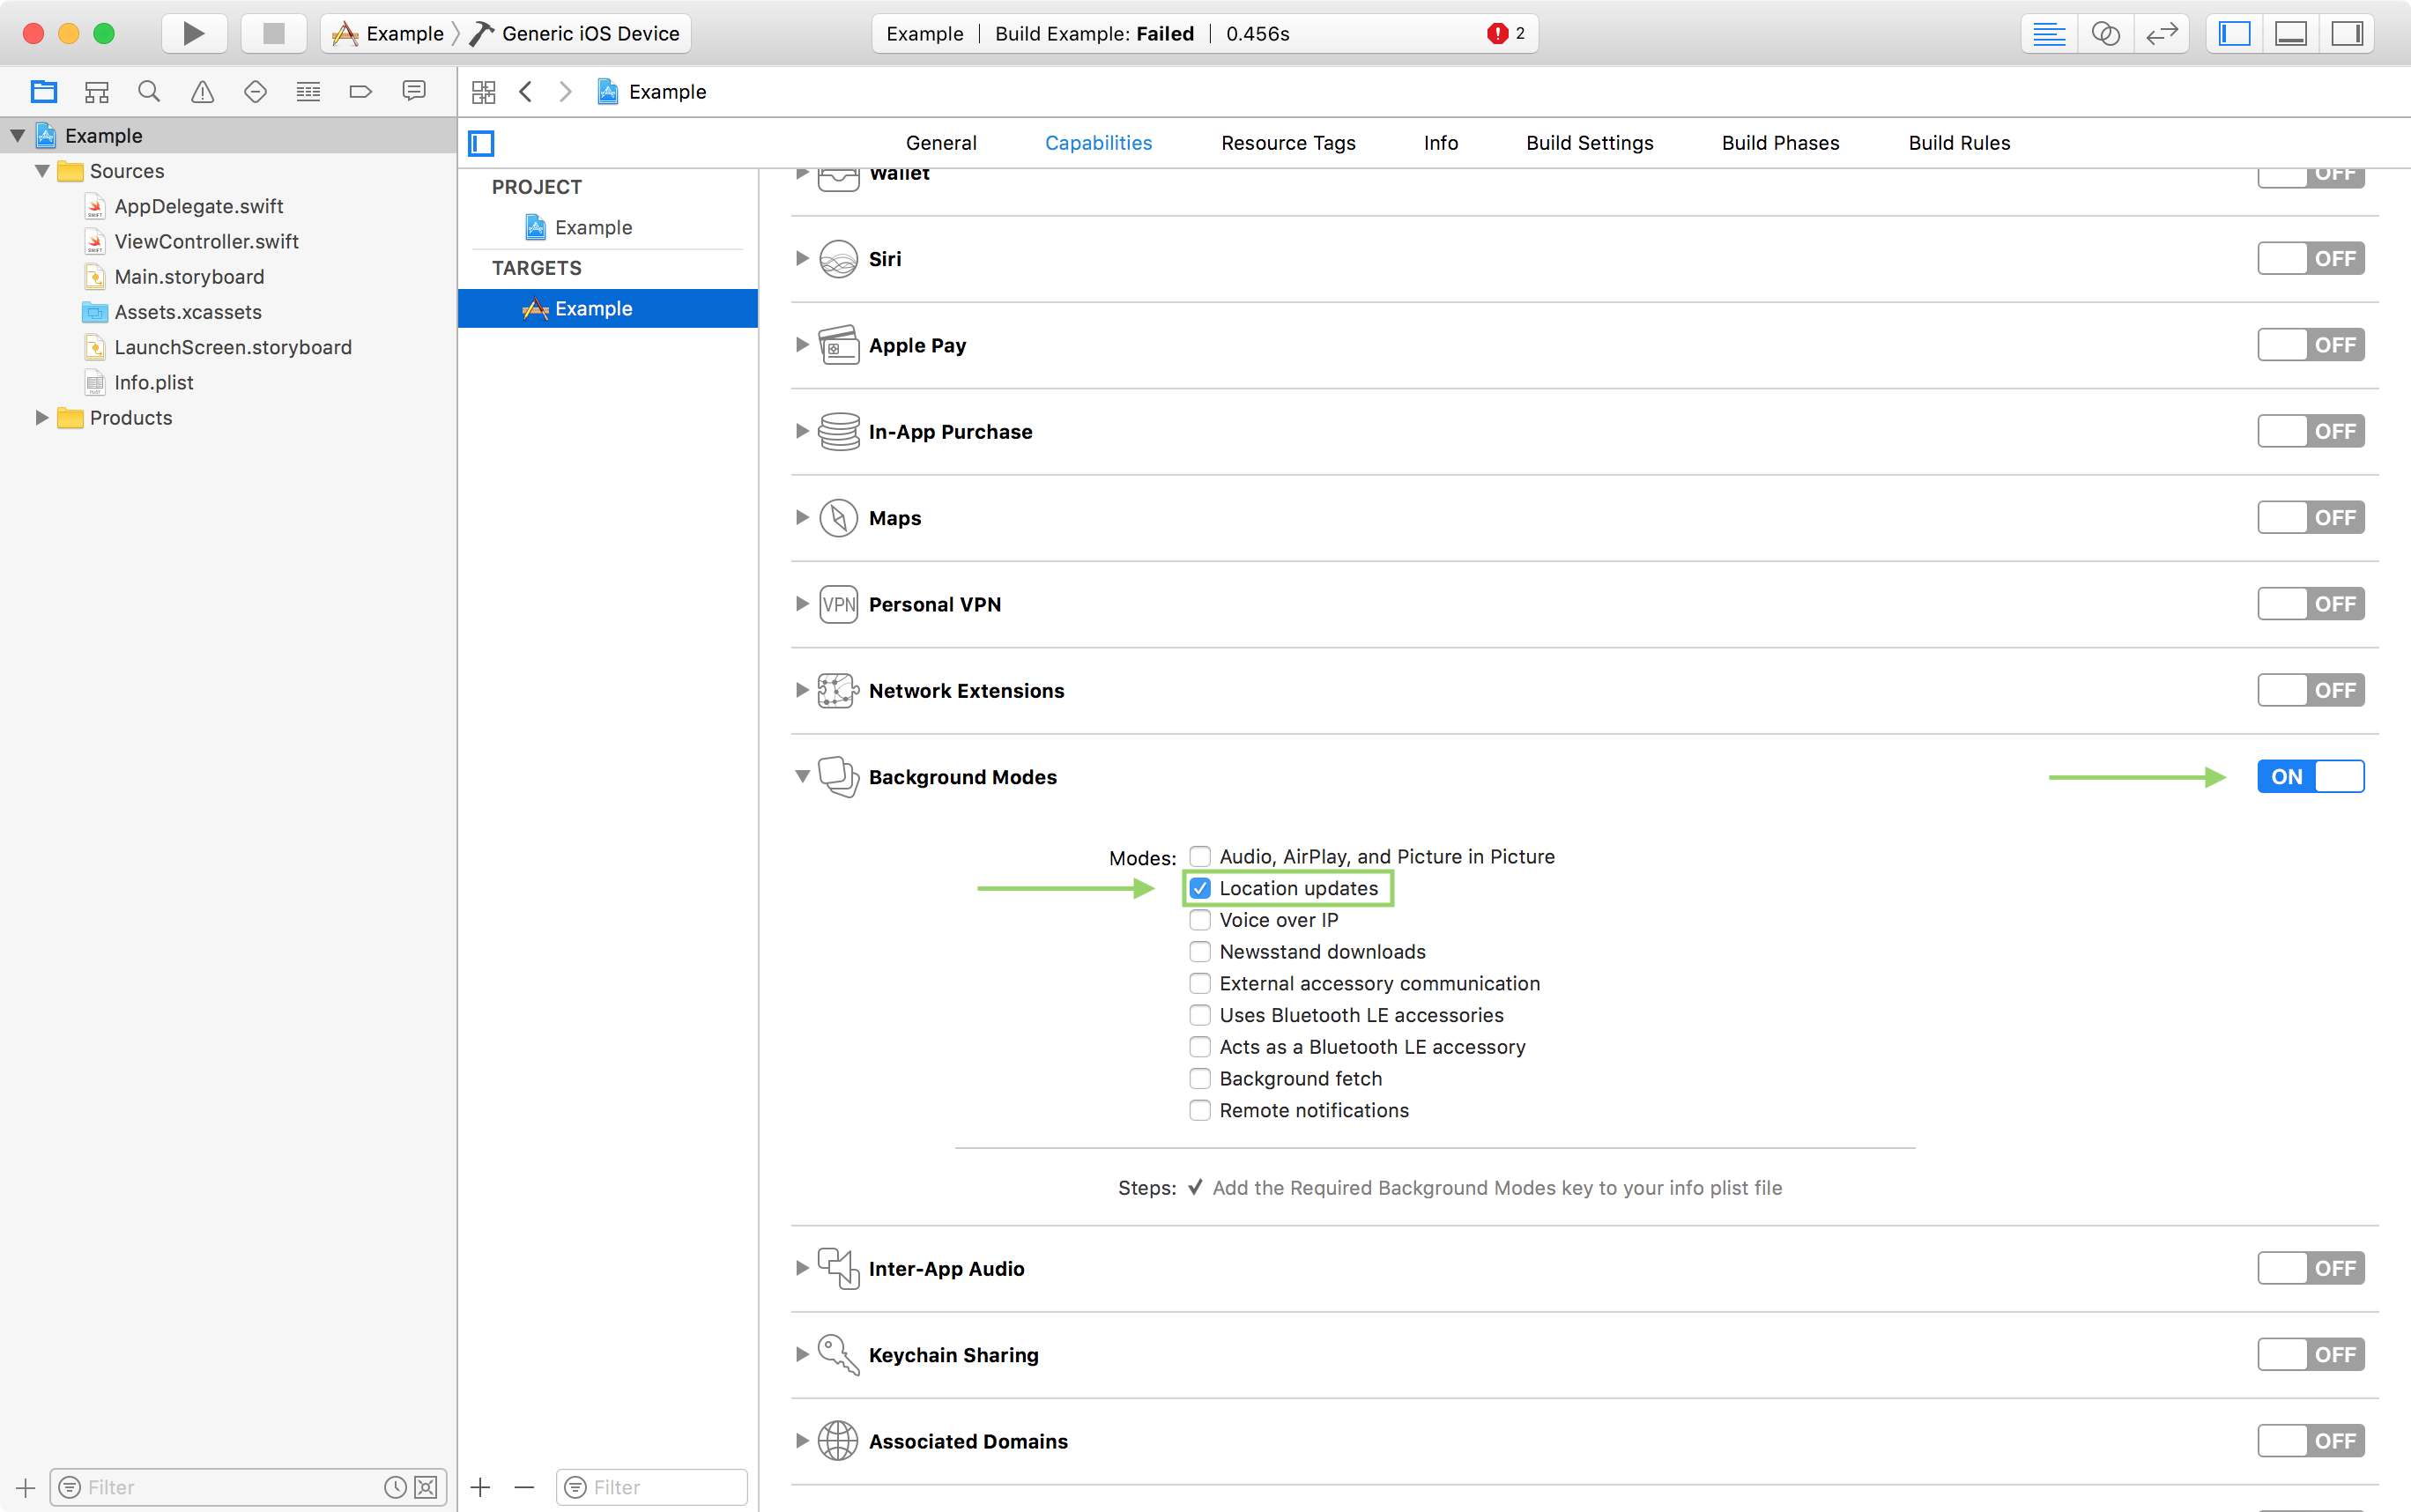 Example
Generic iOS Device
Example
Build Example: Failed
0.456s
2
Example
Example
Sources
AppDelegate.swift
ViewController.swift
Main.storyboard
Assets.xcassets
LaunchScreen.storyboard
Info.plist
Products
Filter
General
Capabilities
Resource Tags
Info
Build Settings
Build Phases
Build Rules
PROJECT
Example
TARGETS
Example
Filter
Wallet
OFF
Siri
OFF
Apple Pay
OFF
In-App Purchase
OFF
Maps
OFF
VPN
Personal VPN
OFF
Network Extensions
OFF
Background Modes
ON
Modes:
Audio, AirPlay, and Picture in Picture
Location updates
Voice over IP
Newsstand downloads
External accessory communication
Uses Bluetooth LE accessories
Acts as a Bluetooth LE accessory
Background fetch
Remote notifications
Steps: ✓ Add the Required Background Modes key to your info plist file
Inter-App Audio
OFF
Keychain Sharing
OFF
Associated Domains
OFF